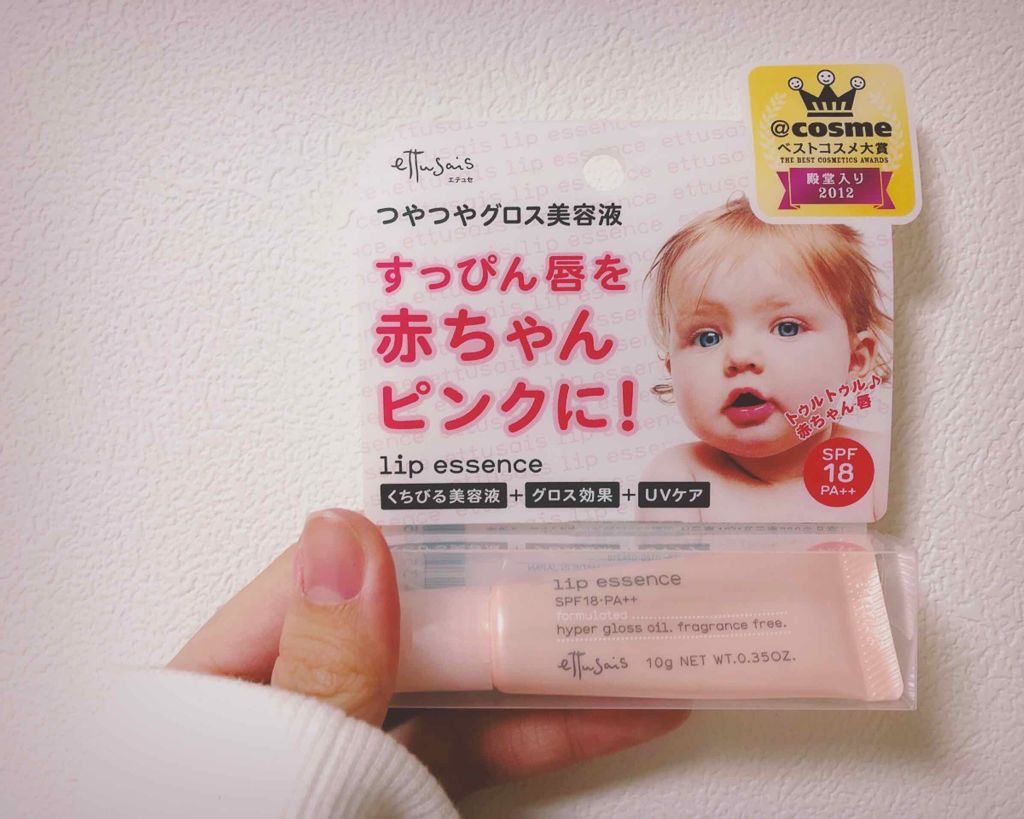 @cosme
ベストコスメ大賞
THE BEST COSMETICS AWARDS
殿堂入り
2012
ettusais
エテュセ
つやつやグロス美容液
すっぴん唇を
赤ちゃん
ピンクに!
トゥルトゥル♪
赤ちゃん唇
SPF
18
PA++
lip essence
くちびる美容液+グロス効果+UVケア
lip essence
SPF18·PA++
formulated
hyper gloss oil. fragrance free.
ettusais 10g NET WT.0.35OZ.